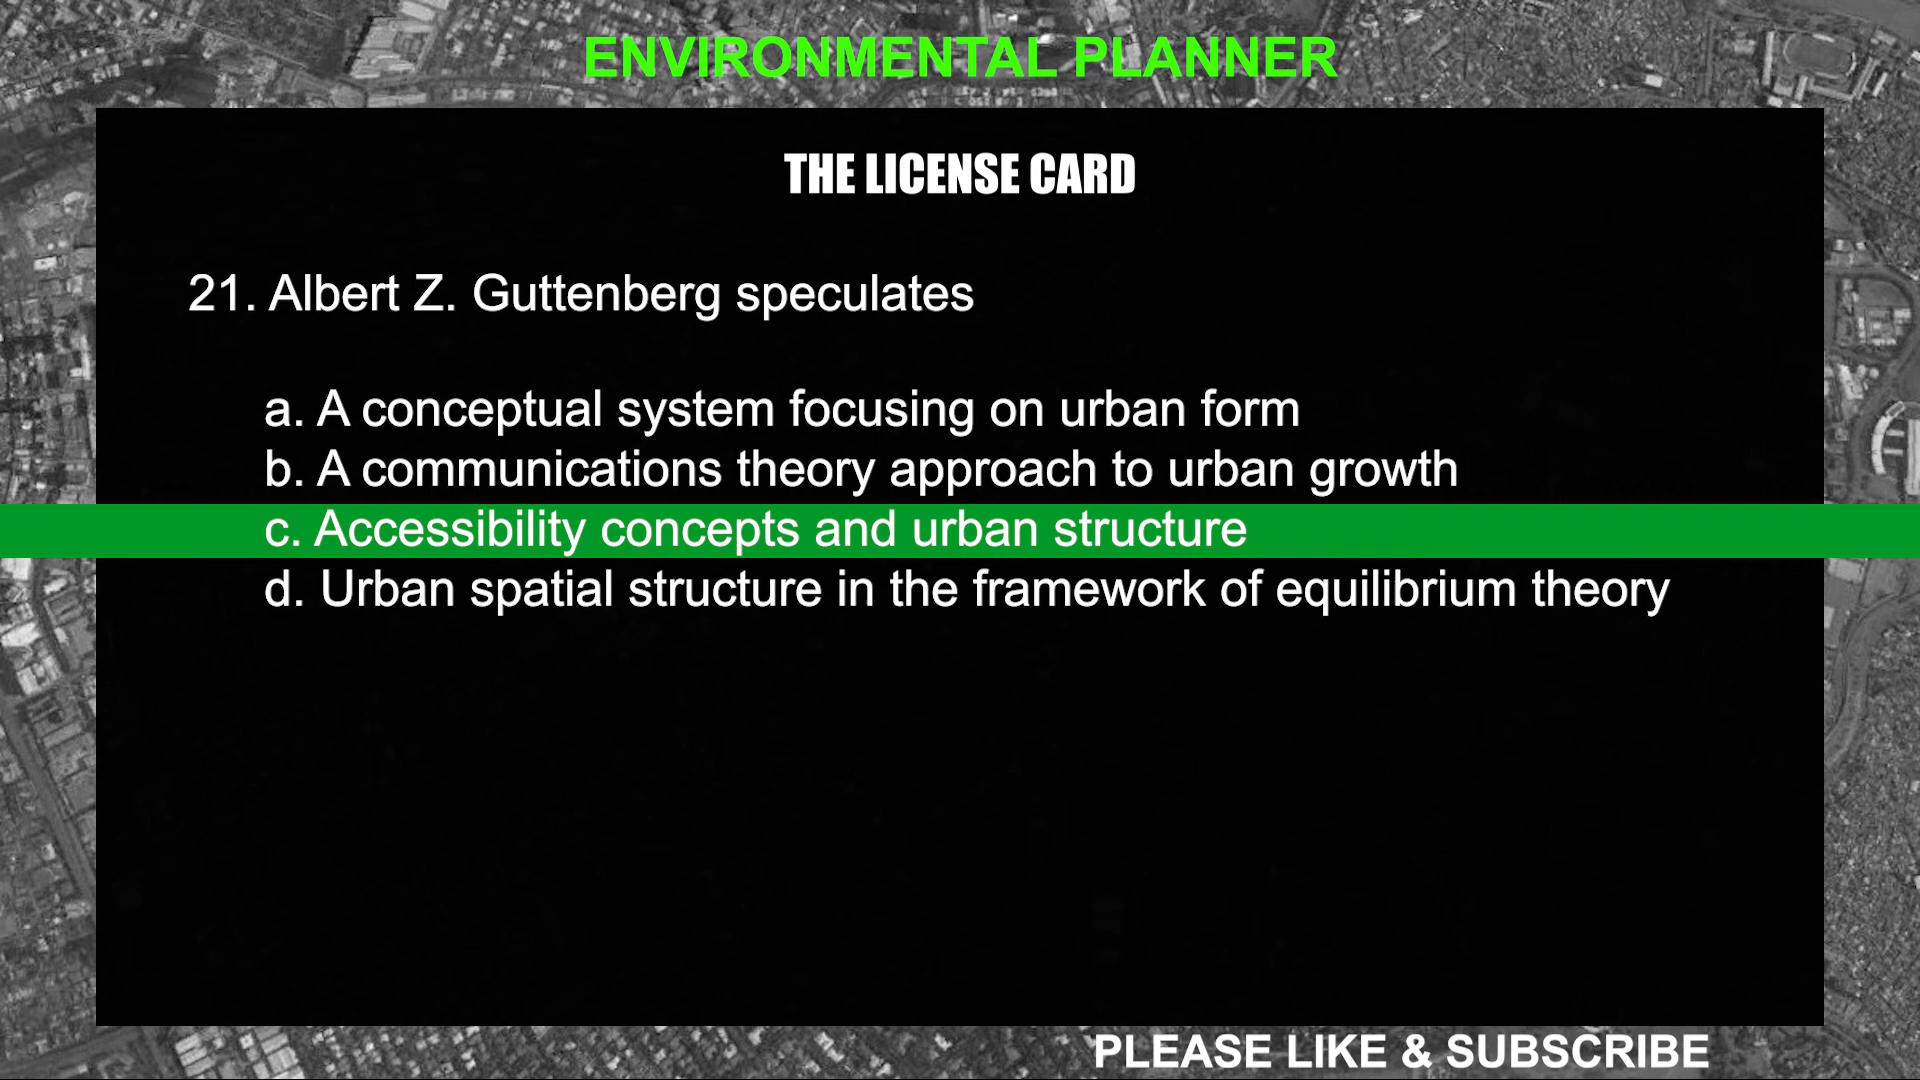 ENVIRONMENTAL PLANNER
THE LICENSE CARD
21. Albert Z. Guttenberg speculates
a. A conceptual system focusing on urban form
b. A communications theory approach to urban growth
c. Accessibility concepts and urban structure
d. Urban spatial structure in the framework of equilibrium theory
PLEASE LIKE & SUBSCRIBE